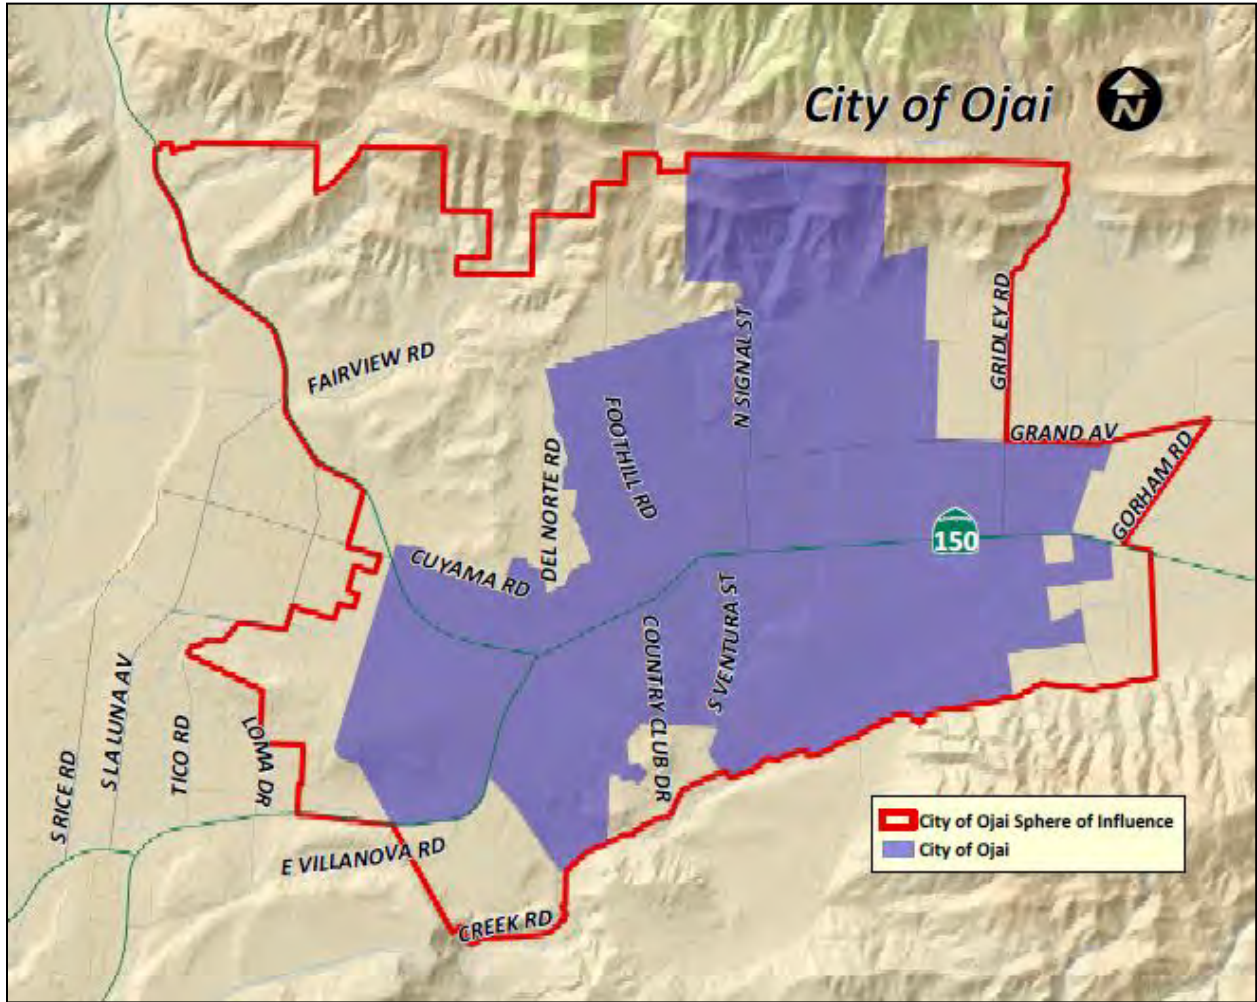 City of Ojai
N
FAIRVIEW RD
N SIGNAL ST
GRIDLEY RD
FOOTHILL RD
DEL NORTE RD
GRAND AV
GORHAM RD
150
CUYAMA RD
COUNTRY CLUB DR
S VENTURA ST
S RICE RD
S LA LUNA AV
TICO RD
LOMA DR
E VILLANOVA RD
CREEK RD
City of Ojai Sphere of Influence
City of Ojai